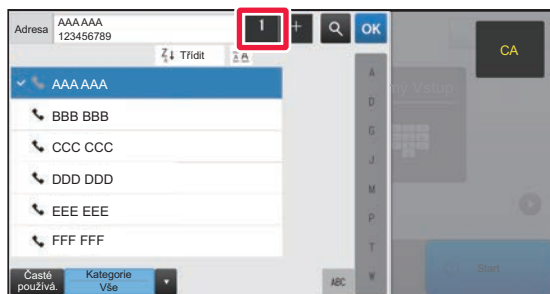 Adresa
AAA AAA
123456789
1
+
OK
CA
Třídit
AAA AAA
BBB BBB
CCC CCC
DDD DDD
EEE EEE
FFF FFF
A
D
G
J
M
P
T
W
ABC
Časté
používá.
Kategorie
Vše
Vstup
Start